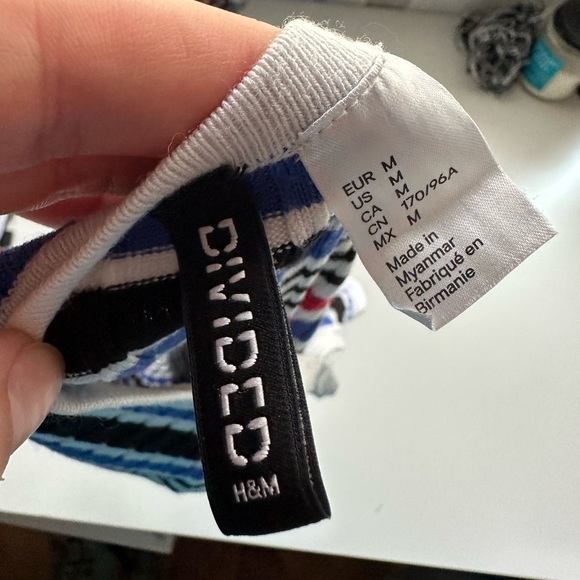 DIVIDED
H&M
EUR M
US M
CA M
CN 170/96A
MX M
Made in
Myanmar
Fabriqué en
Birmanie